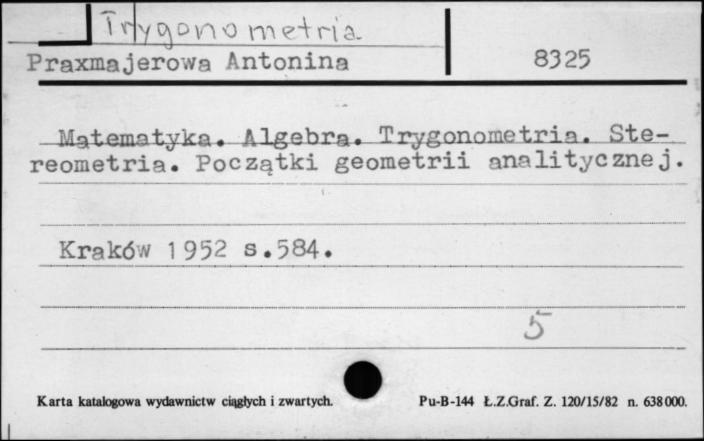 Trygonometria
Praxmajerowa Antonina 8325
Matematyka. Algebra. Trygonometria. Ste-
reometria. Początki geometrii analitycznej.
Kraków 1952 s.584.
5
Karta katalogowa wydawnictw ciągłych i zwartych. Pu-B-144 Ł.Z.Graf. Z. 120/15/82 n. 638000.